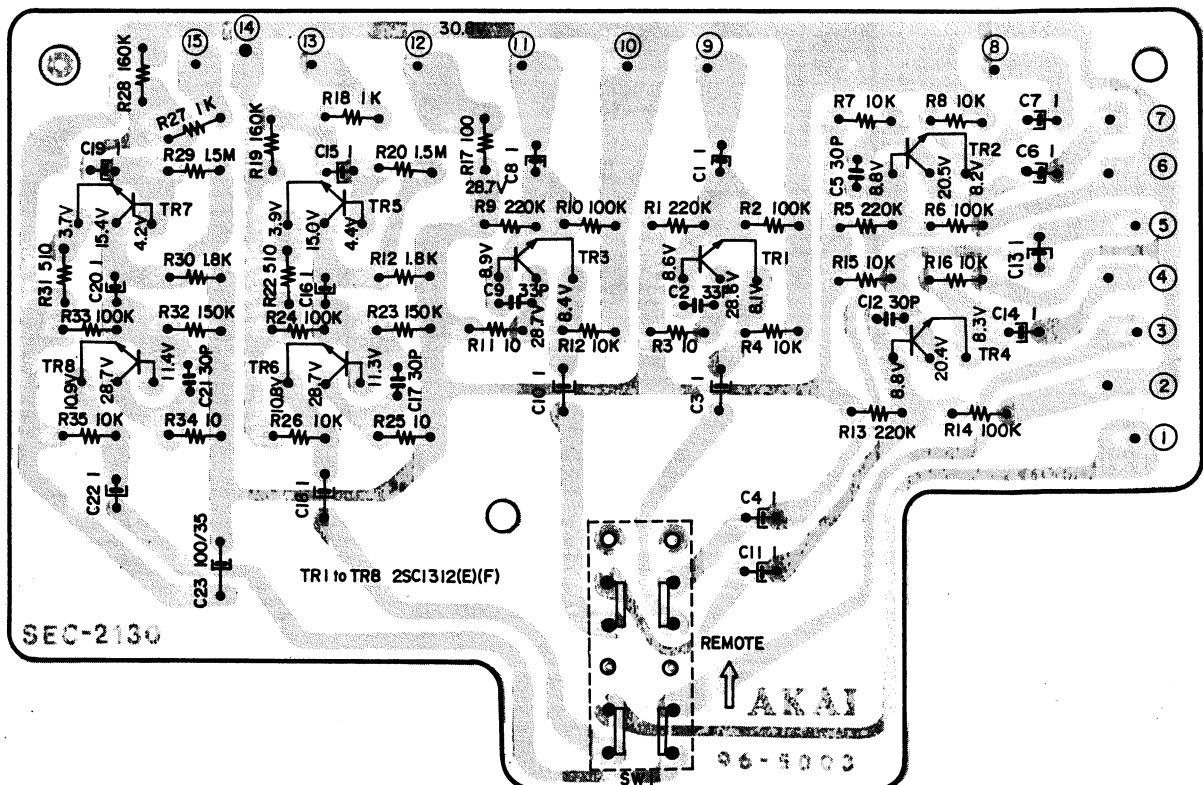 30.8V
15 14 13 12 11 10 9 8
R28 160K
R27 1K
R18 1K
R7 10K R8 10K C7 1 7
C19 1
R29 1.5M
R19 160K
C15 1
R20 1.5M
R17 100
28.7V
C8 1
C1 1
C5 30P
8.8V
20.5V
8.2V
TR2
C6 1 6
3.7V
15.4V
4.2V
TR7
3.9V
15.0V
4.4V
TR5
R9 220K R10 100K R1 220K R2 100K R5 220K R6 100K 5
R31 510
C20 1
R30 1.8K
R22 510
C16 1
R12 1.8K
8.9V
C9 33P
28.7V
8.4V
TR3
8.6V
C2 33P
28.6V
8.1V
TR1
R15 10K R16 10K C13 1 4
R33 100K R32 150K R24 100K R23 150K R11 10 R12 10K R3 10 R4 10K
C12 30P
8.8V
20.4V
8.3V
TR4
C14 1 3
TR8
10.9V
28.7V
11.4V
C21 30P
TR6
10.8V
28.7V
11.3V
C17 30P
C10 1
C3 1
2
R35 10K R34 10 R26 10K R25 10
R13 220K R14 100K 1
C22 1
C18 1
C4 1
C23 100/35
C11 1
TR1 to TR8 2SC1312(E)(F)
SEC-2130
REMOTE
AKAI
96-5003
SW1